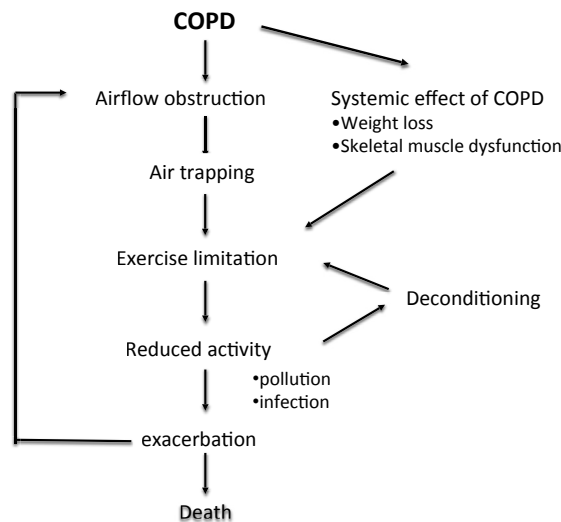 COPD
Airflow obstruction
Systemic effect of COPD
•Weight loss
•Skeletal muscle dysfunction
Air trapping
Exercise limitation
Deconditioning
Reduced activity
•pollution
•infection
exacerbation
Death